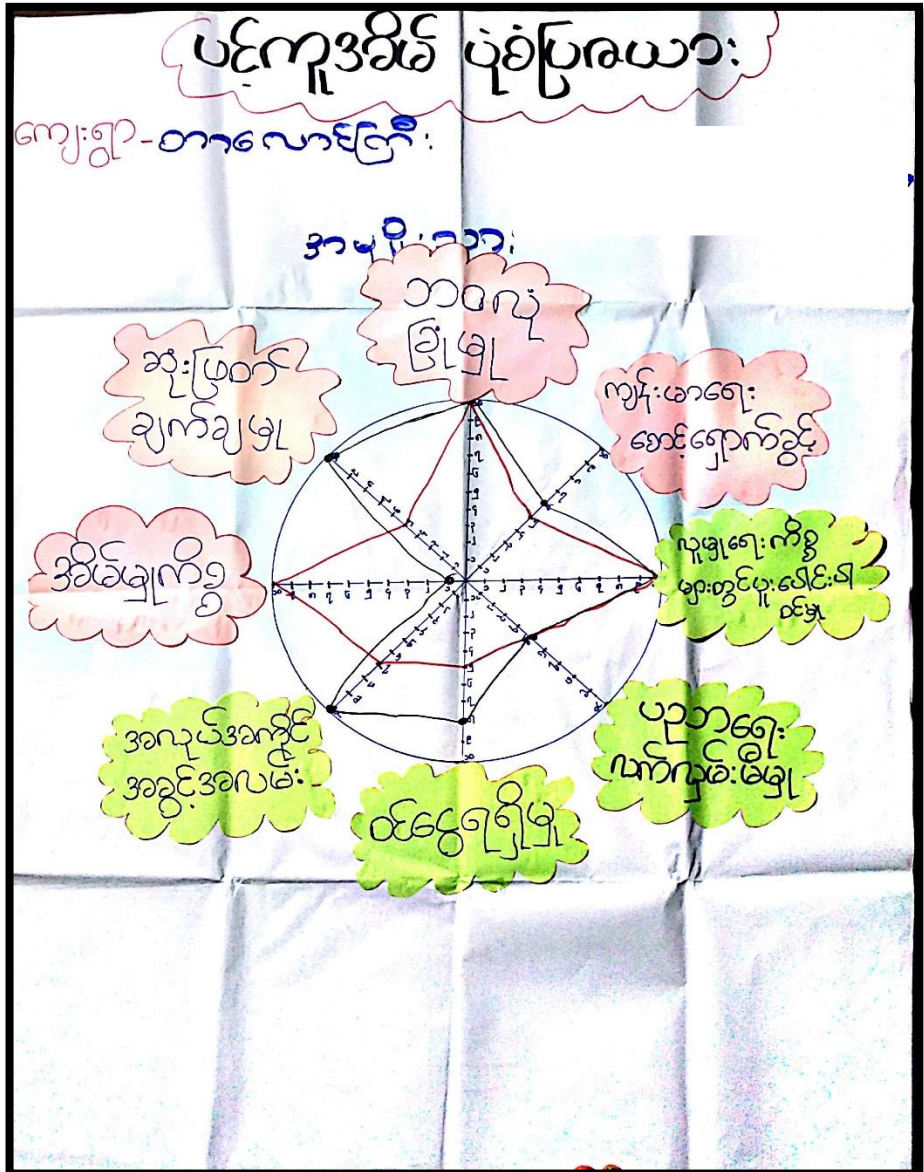 ပင့်ကူအိမ် ပုံစံပြဇယား
ကျေးရွာ-တာလောင်ကြီး
အမျိုးသား
ဘဝလုံ
ခြုံမှု
ဆုံးဖြတ်
ချက်ချမှု
ကျန်းမာရေး
စောင့်ရှောက်ခွင့်
အိမ်မှုကိစ္စ
လူမှုရေးကိစ္စ
များတွင်ပူးပေါင်းပါ
ဝင်မှု
အလုပ်အကိုင်
အခွင့်အလမ်း
ပညာရေး
လက်လှမ်းမီမှု
ဝင်ငွေရရှိမှု